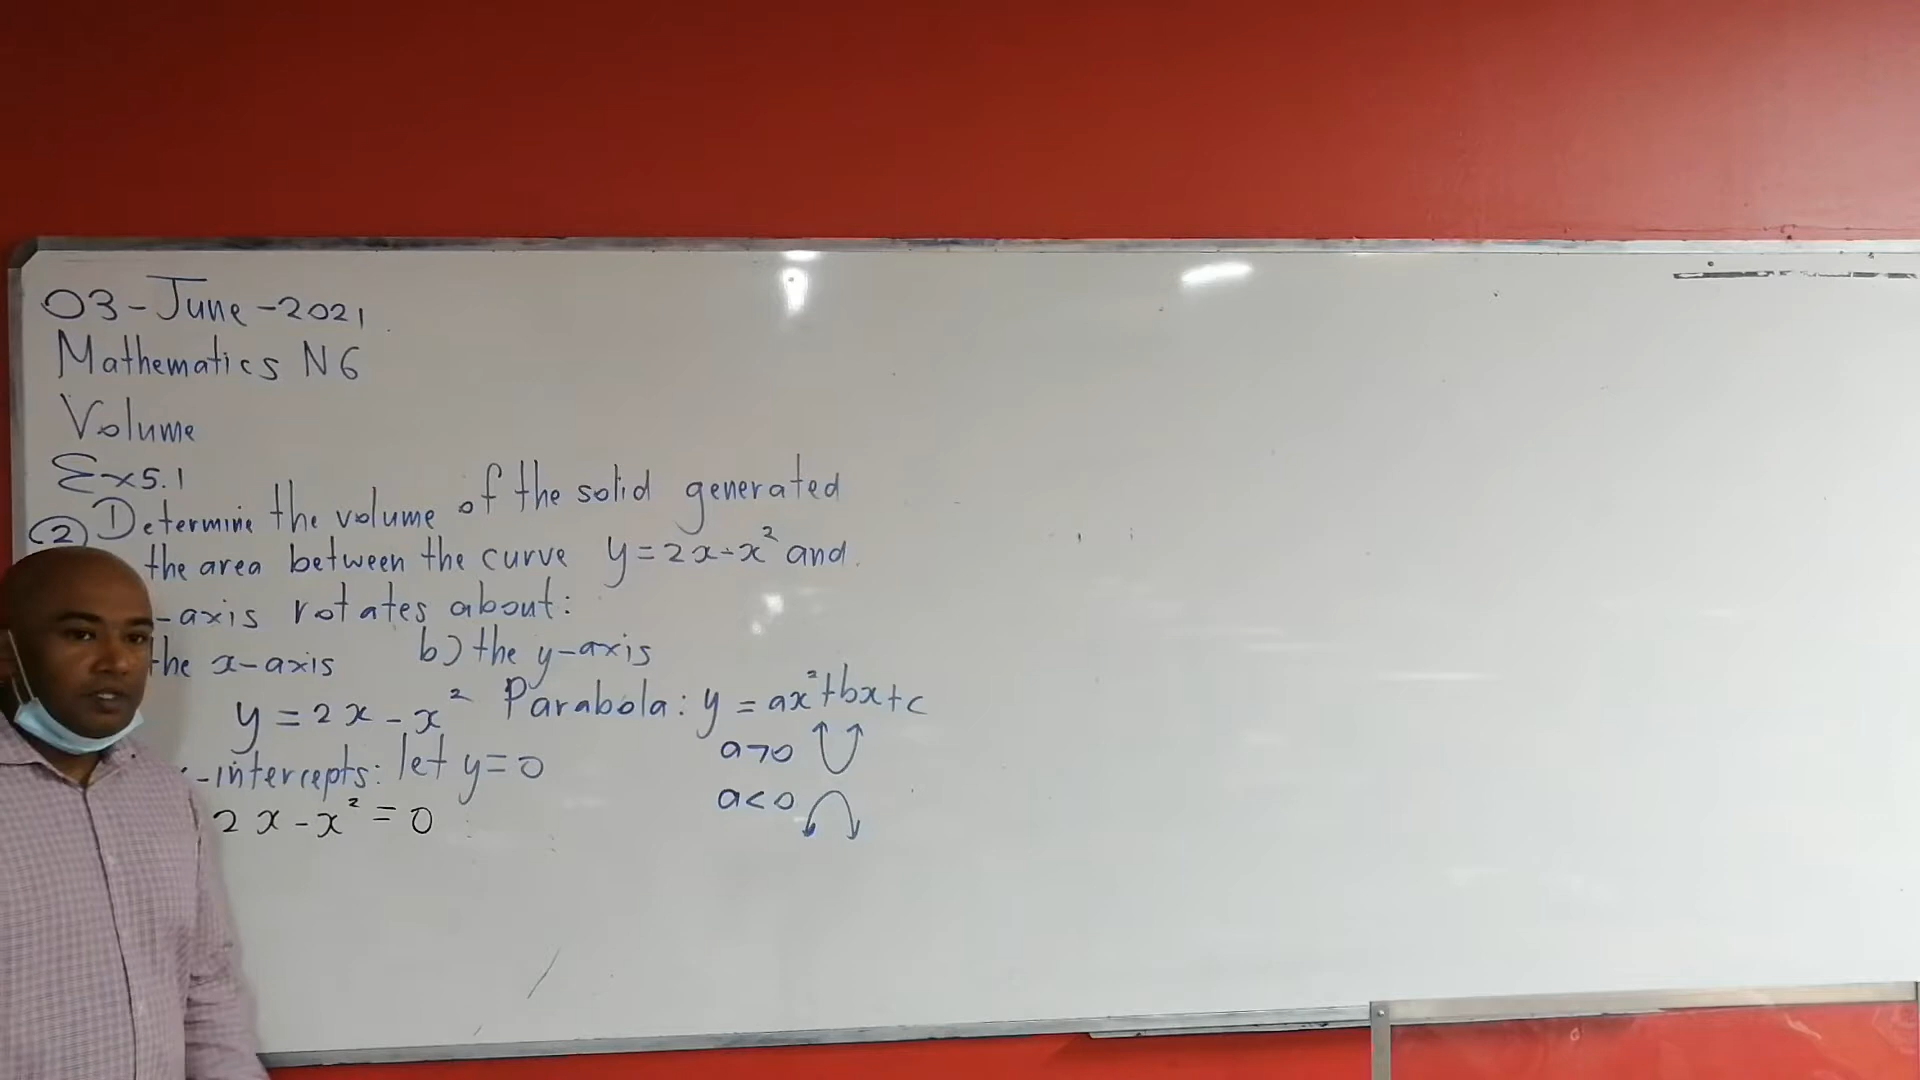 03-June-2021
Mathematics N6
Volume
Ex5.1
② Determine the volume of the solid generated
the area between the curve y=2x-x² and
-axis rotates about:
the x-axis b) the y-axis
y=2x-x² Parabola: y=ax²+bx+c
a>0
-intercepts: let y=0
a<0
2x-x²=0